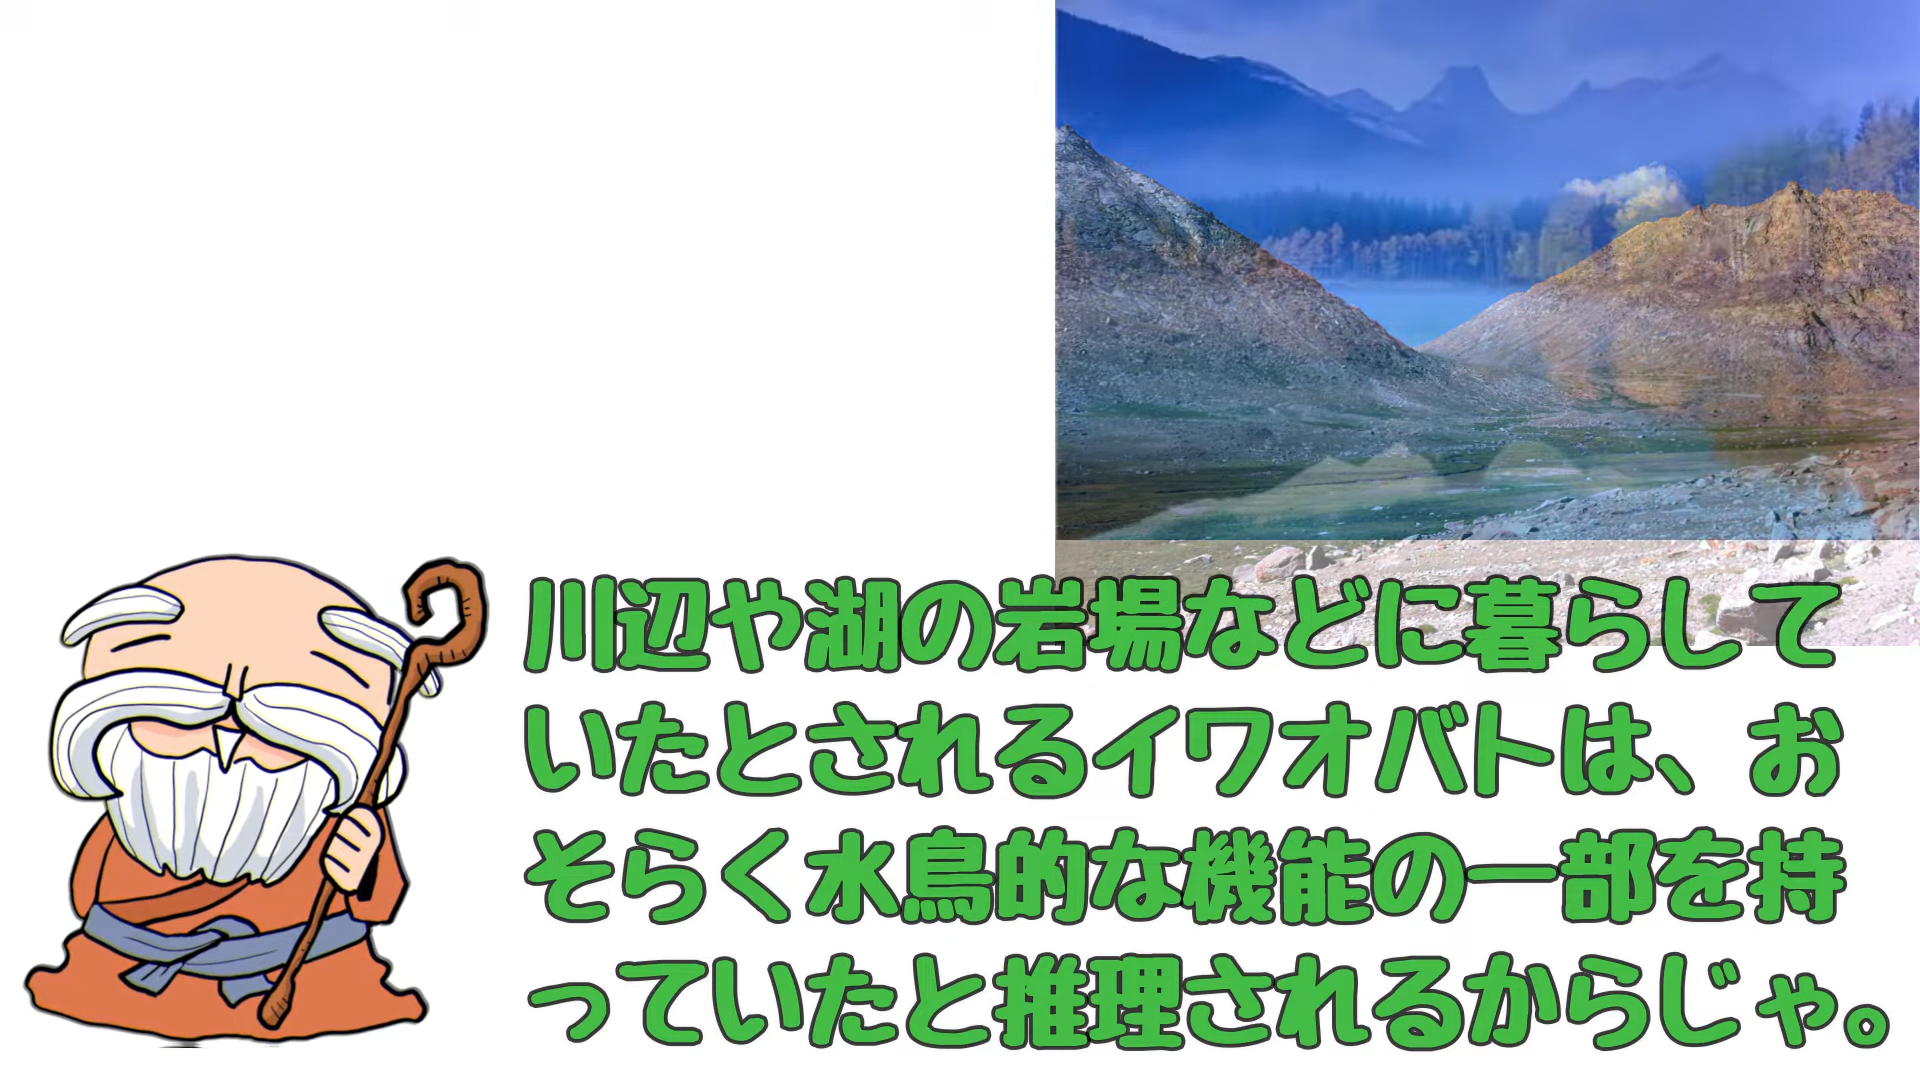 川辺や湖の岩場などに暮らして
いたとされるイワオバトは、お
そらく水鳥的な機能の一部を持
っていたと推理されるからじゃ。